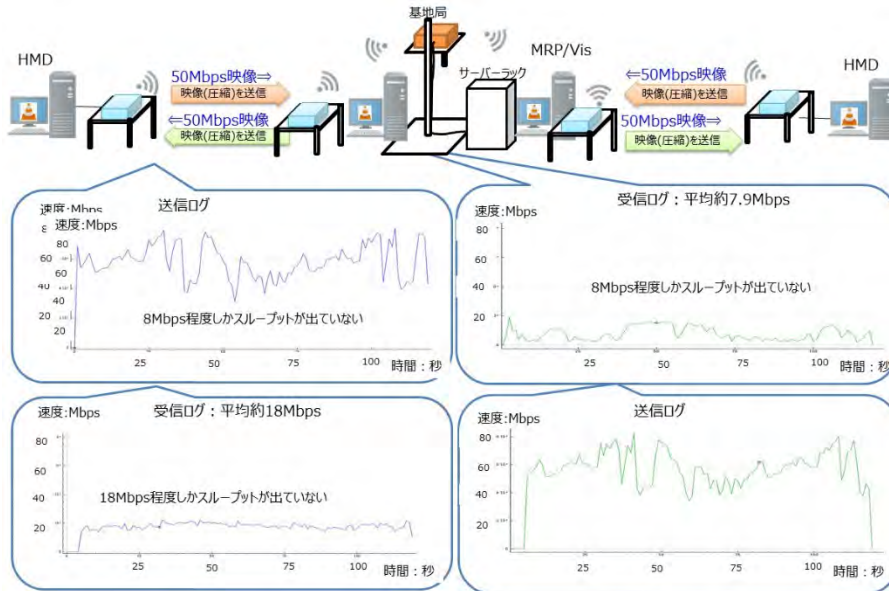 基地局
HMD
MRP/Vis
HMD
サーバーラック
50Mbps映像⇒
映像(圧縮)を送信
⇐50Mbps映像
映像(圧縮)を送信
⇐50Mbps映像
映像(圧縮)を送信
50Mbps映像⇒
映像(圧縮)を送信
速度:Mbps
送信ログ
速度:Mbps
80
60
60
40
40
20
20
8Mbps程度しかスループットが出ていない
25
50
75
100
時間：秒
受信ログ：平均約7.9Mbps
速度:Mbps
80
60
40
20
8Mbps程度しかスループットが出ていない
25
50
75
100
時間：秒
受信ログ：平均約18Mbps
速度:Mbps
80
60
40
20
18Mbps程度しかスループットが出ていない
25
50
75
100
時間：秒
送信ログ
速度:Mbps
80
60
40
20
25
50
75
100
時間：秒